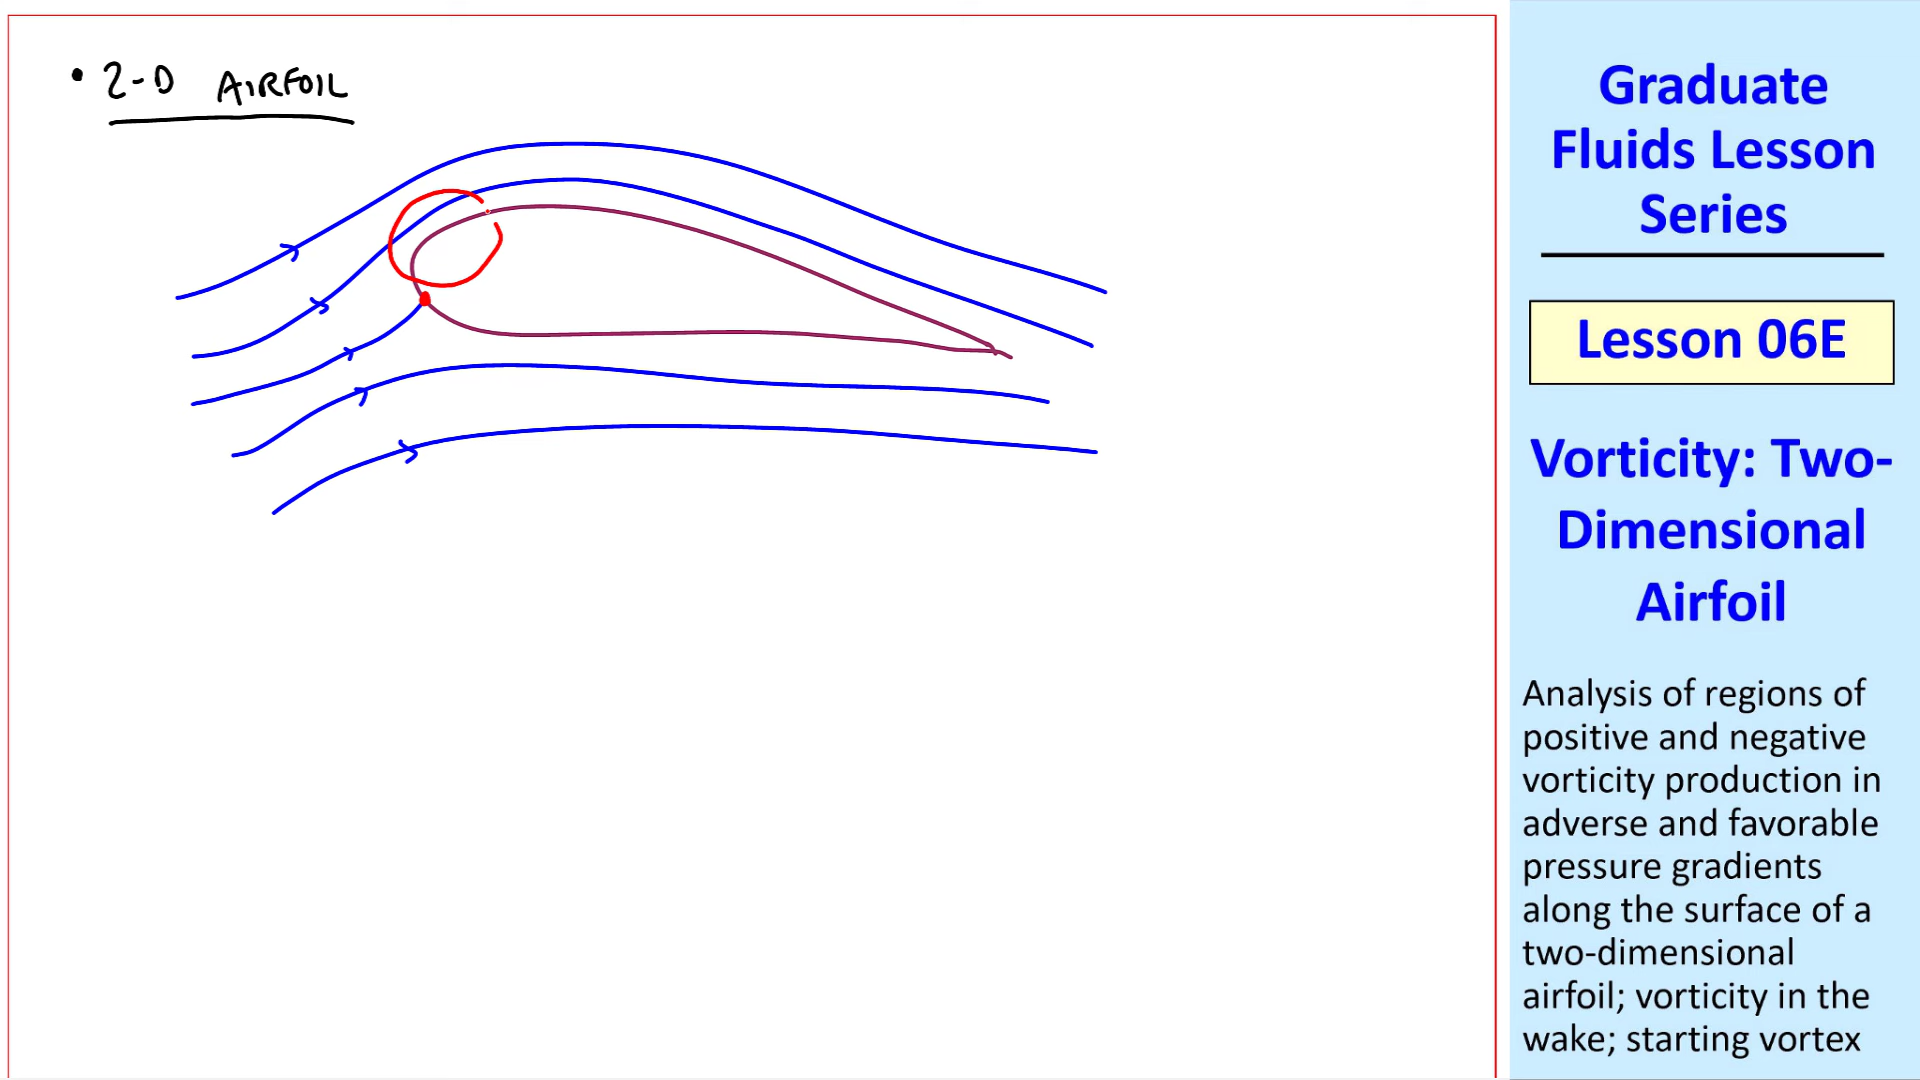 • 2-D AIRFOIL
Graduate
Fluids Lesson
Series
Lesson 06E
Vorticity: Two-
Dimensional
Airfoil
Analysis of regions of
positive and negative
vorticity production in
adverse and favorable
pressure gradients
along the surface of a
two-dimensional
airfoil; vorticity in the
wake; starting vortex